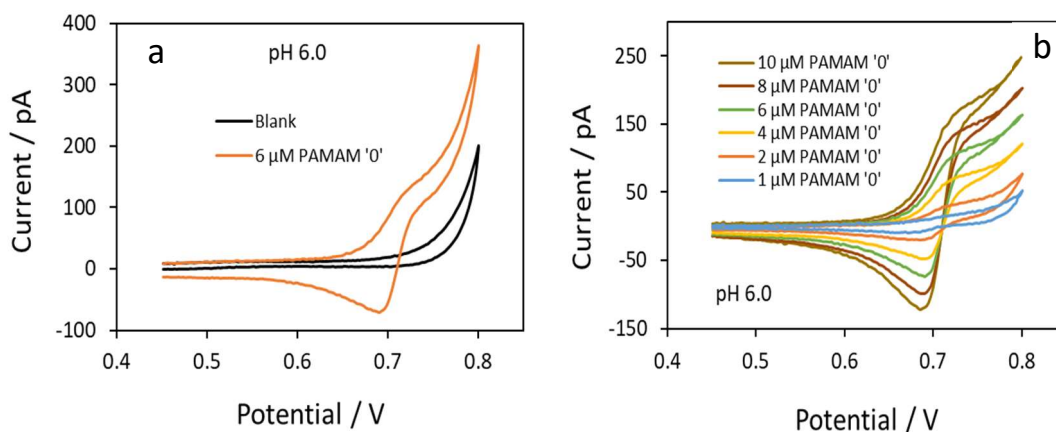 a
pH 6.0
Blank
6 µM PAMAM '0'
400
300
200
100
0
-100
0.4 0.5 0.6 0.7 0.8
Current / pA
Potential / V
b
10 µM PAMAM '0'
8 µM PAMAM '0'
6 µM PAMAM '0'
4 µM PAMAM '0'
2 µM PAMAM '0'
1 µM PAMAM '0'
pH 6.0
250
150
50
-50
-150
0.4 0.5 0.6 0.7 0.8
Current / pA
Potential / V